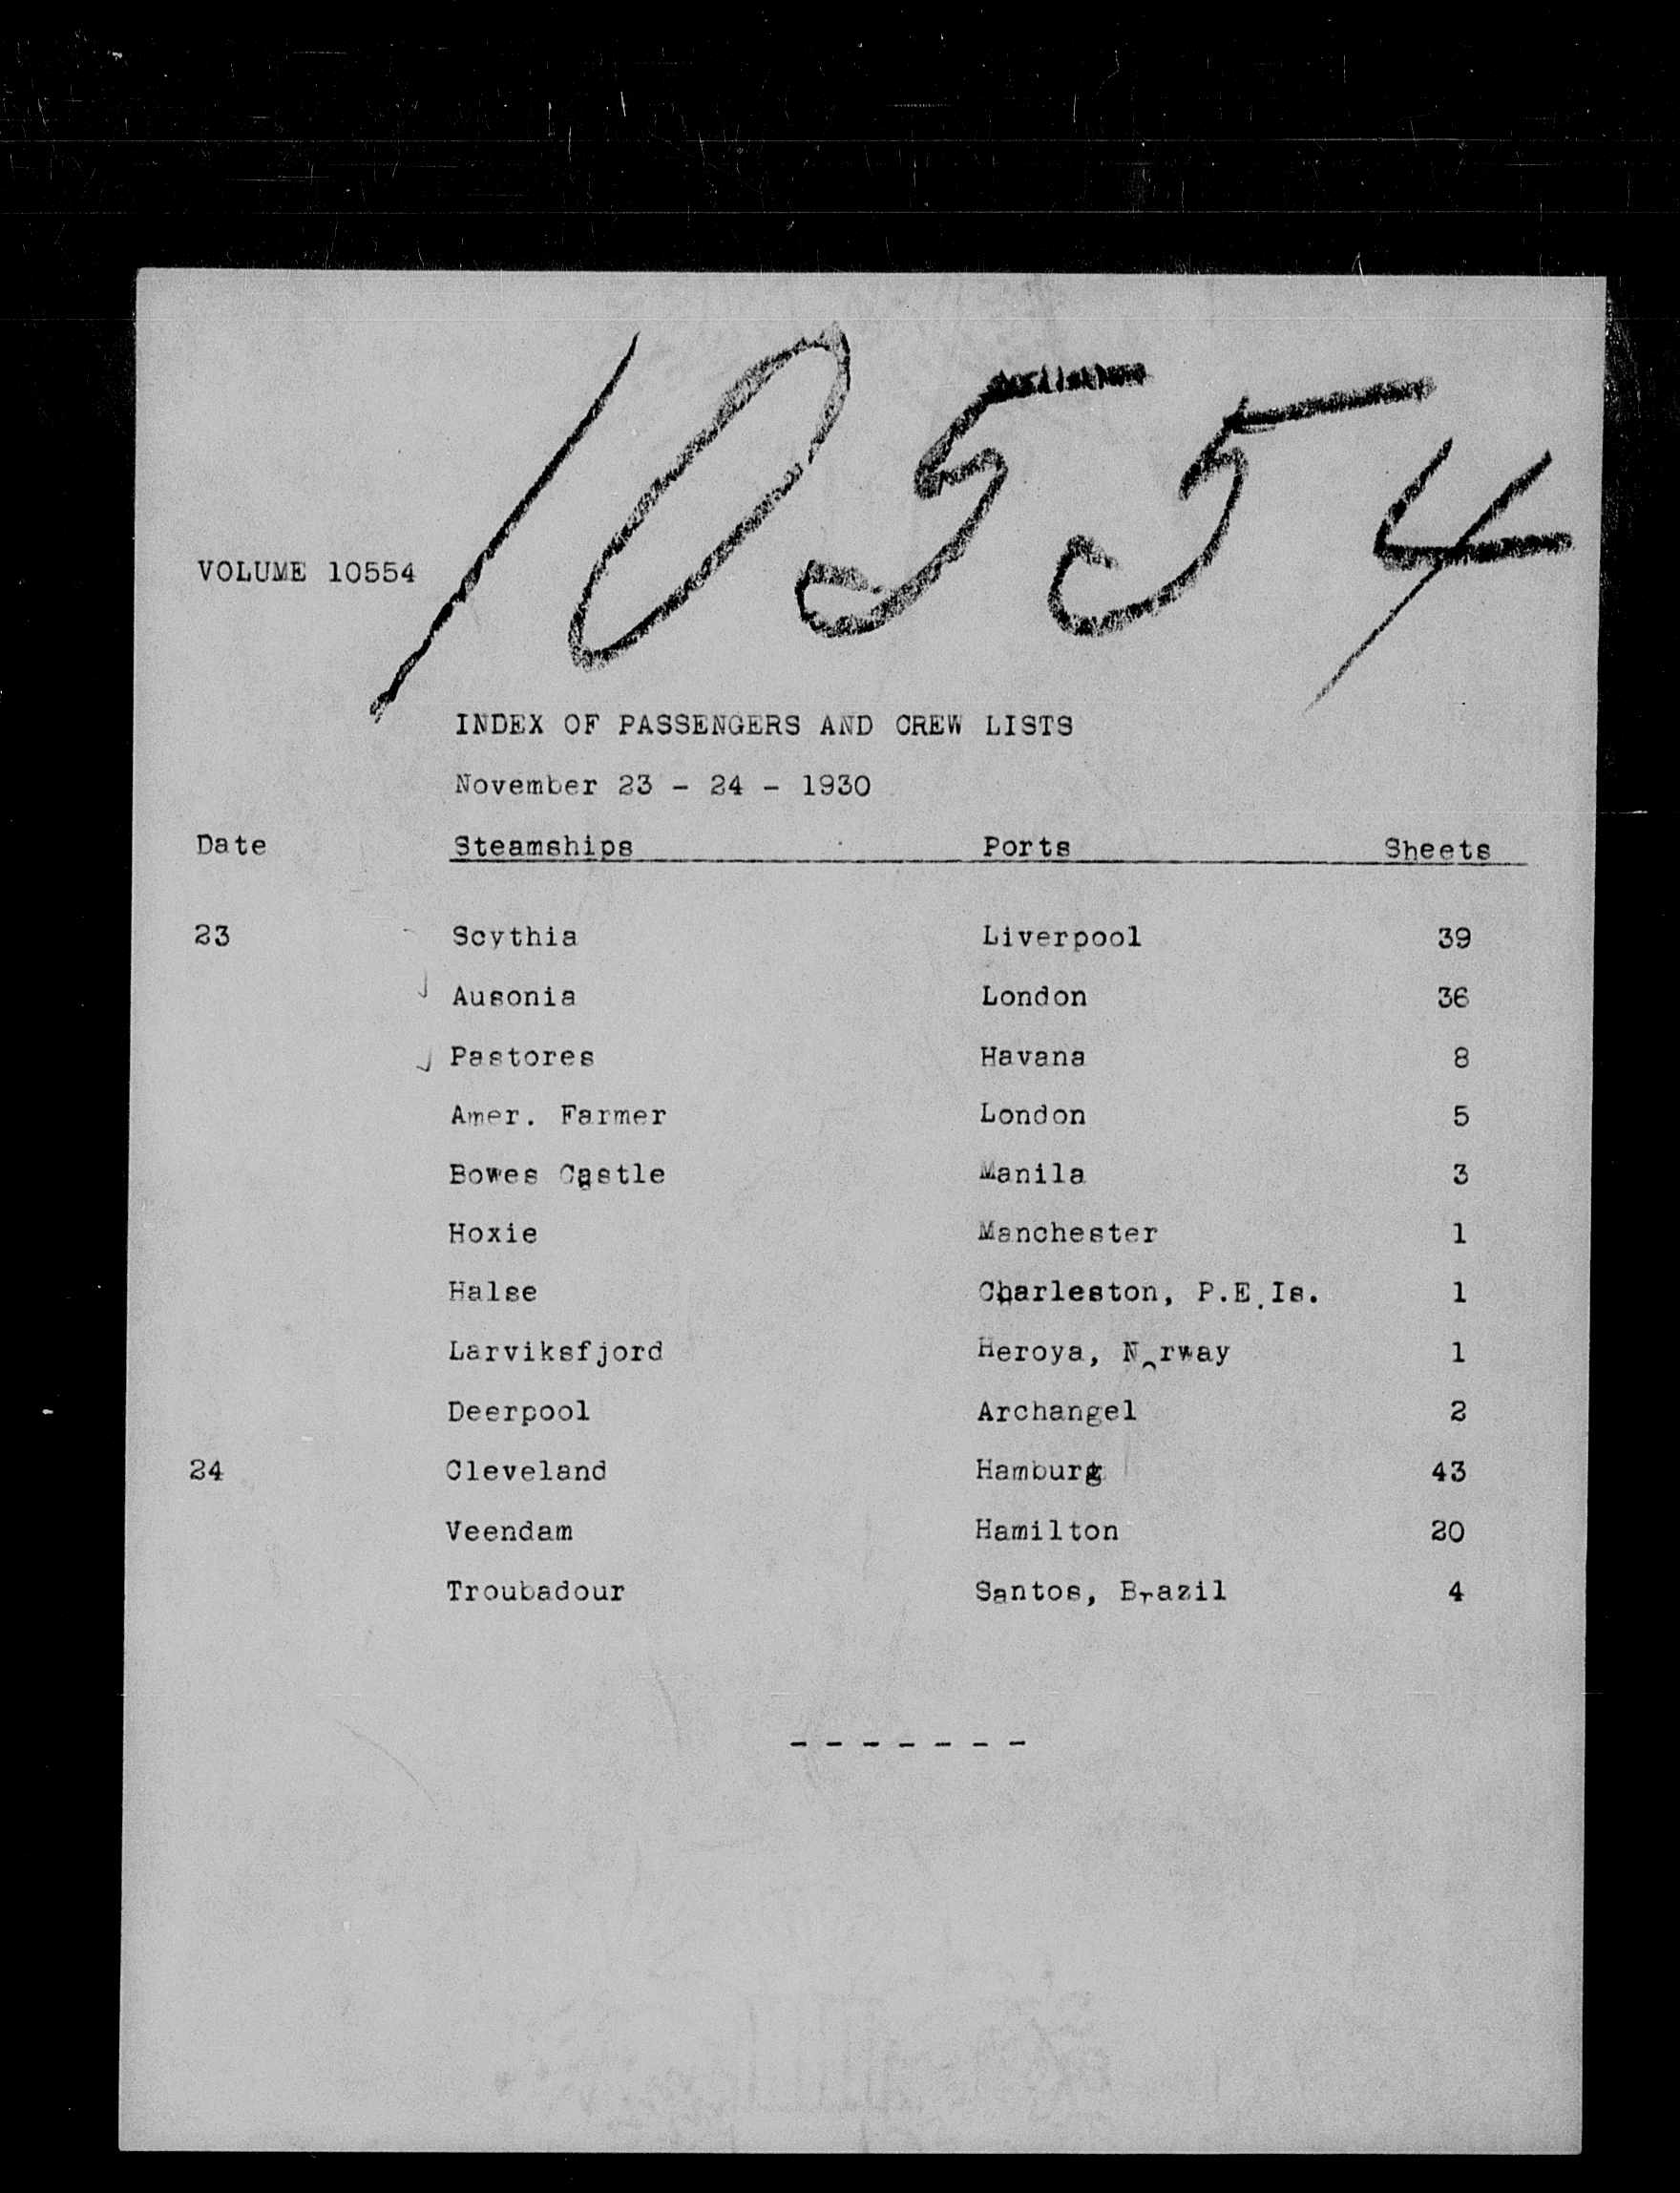 10554
VOLUME 10554
INDEX OF PASSENGERS AND CREW LISTS
November 23 - 24 - 1930
Date Steamships Ports Sheets
23 Scythia Liverpool 39
Ausonia London 36
Pastores Havana 8
Amer. Farmer London 5
Bowes Castle Manila 3
Hoxie Manchester 1
Halse Charleston, P.E.Is. 1
Larviksfjord Heroya, Norway 1
Deerpool Archangel 2
24 Cleveland Hamburg 43
Veendam Hamilton 20
Troubadour Santos, Brazil 4
- - - - - - -